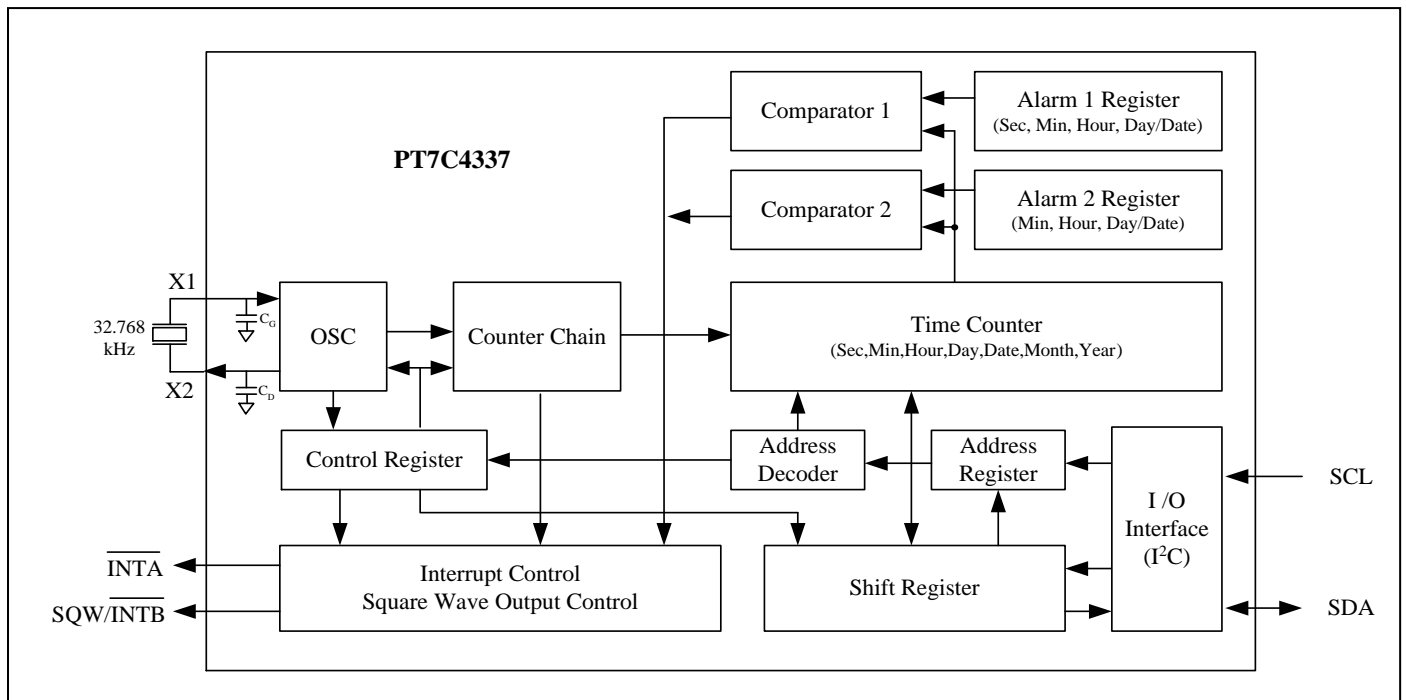 Comparator 1
Alarm 1 Register
(Sec, Min, Hour, Day/Date)
PT7C4337
Comparator 2
Alarm 2 Register
(Min, Hour, Day/Date)
X1
C_G
32.768
kHz
OSC
Counter Chain
Time Counter
(Sec,Min,Hour,Day,Date,Month,Year)
X2
C_D
Control Register
Address
Decoder
Address
Register
I /O
Interface
(I²C)
SCL
SDA
I̅N̅T̅A̅
SQW/I̅N̅T̅B̅
Interrupt Control
Square Wave Output Control
Shift Register